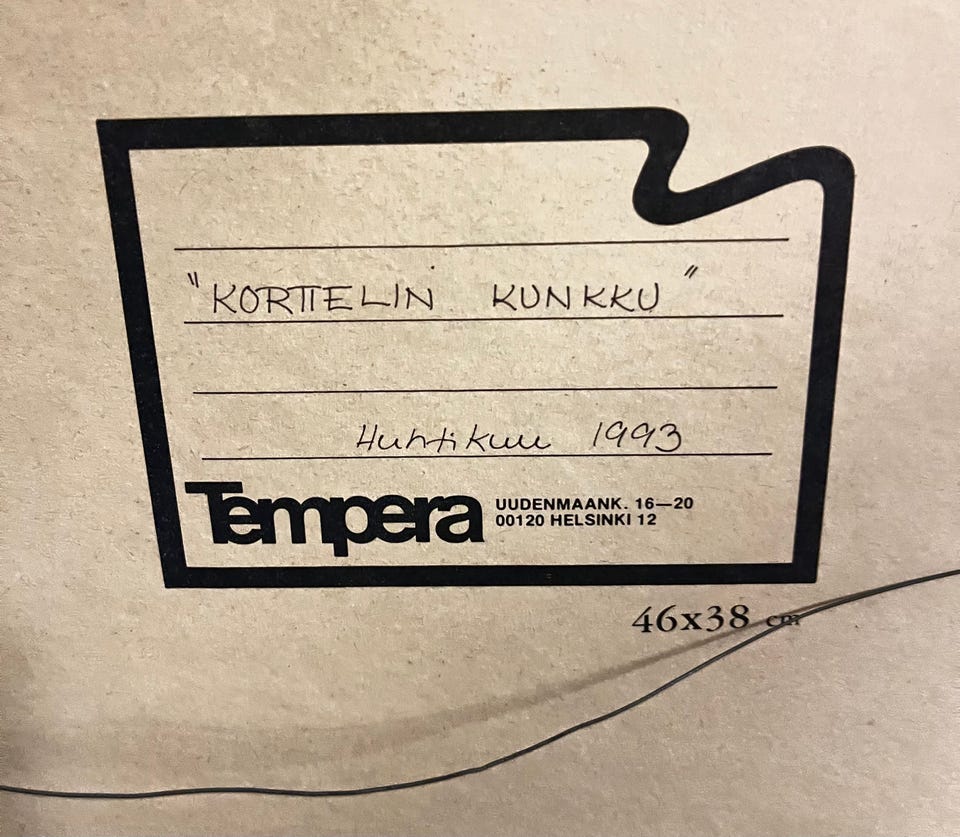 "KORTTELIN KUNKKU"
Huhtikuu 1993
Tempera
UUDENMAANK. 16—20
00120 HELSINKI 12
46x38 cm